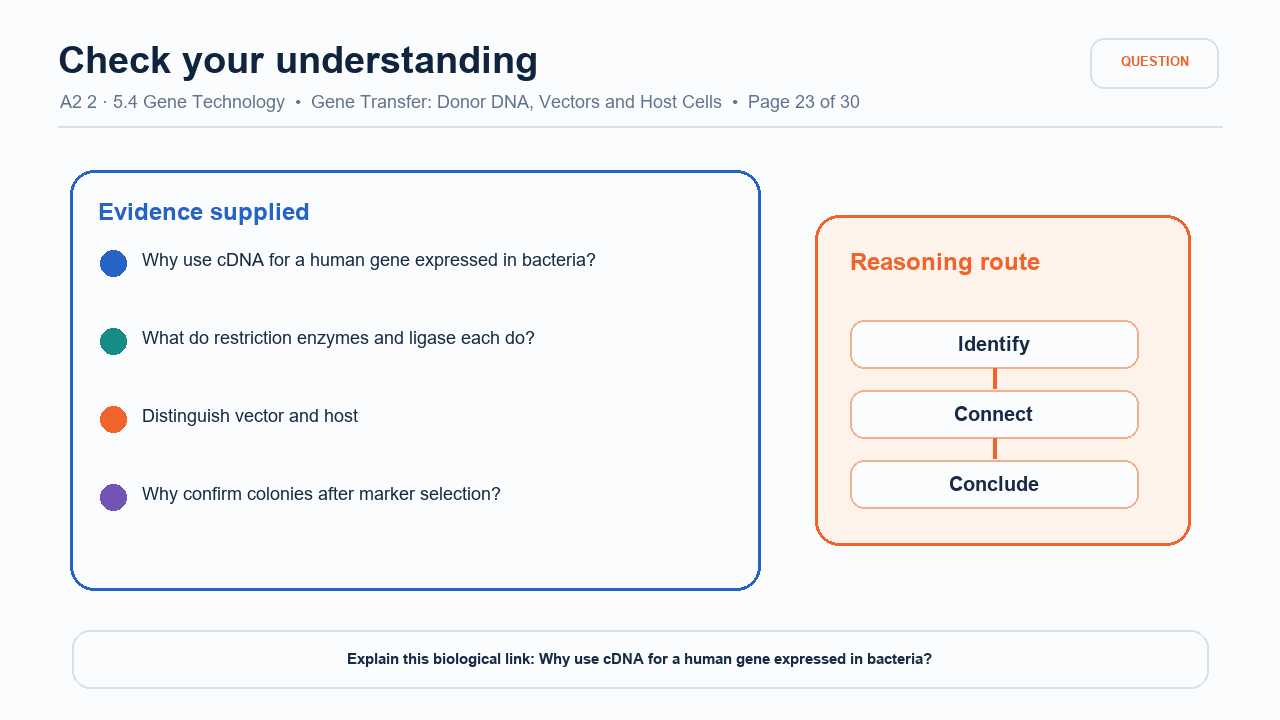 Check your understanding
QUESTION
A2 2 · 5.4 Gene Technology • Gene Transfer: Donor DNA, Vectors and Host Cells • Page 23 of 30
Evidence supplied
Why use cDNA for a human gene expressed in bacteria?
What do restriction enzymes and ligase each do?
Distinguish vector and host
Why confirm colonies after marker selection?
Reasoning route
Identify
Connect
Conclude
Explain this biological link: Why use cDNA for a human gene expressed in bacteria?